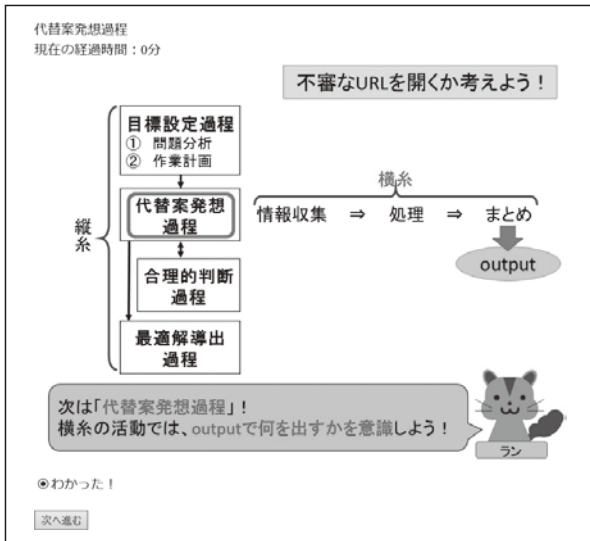 代替案発想過程
現在の経過時間：0分
不審なURLを開くか考えよう！
縦糸
目標設定過程
① 問題分析
② 作業計画
代替案発想
過程
合理的判断
過程
最適解導出
過程
横糸
情報収集 ⇒ 処理 ⇒ まとめ
output
次は「代替案発想過程」！
横糸の活動では、outputで何を出すかを意識しよう！
ラン
◉わかった！
次へ進む